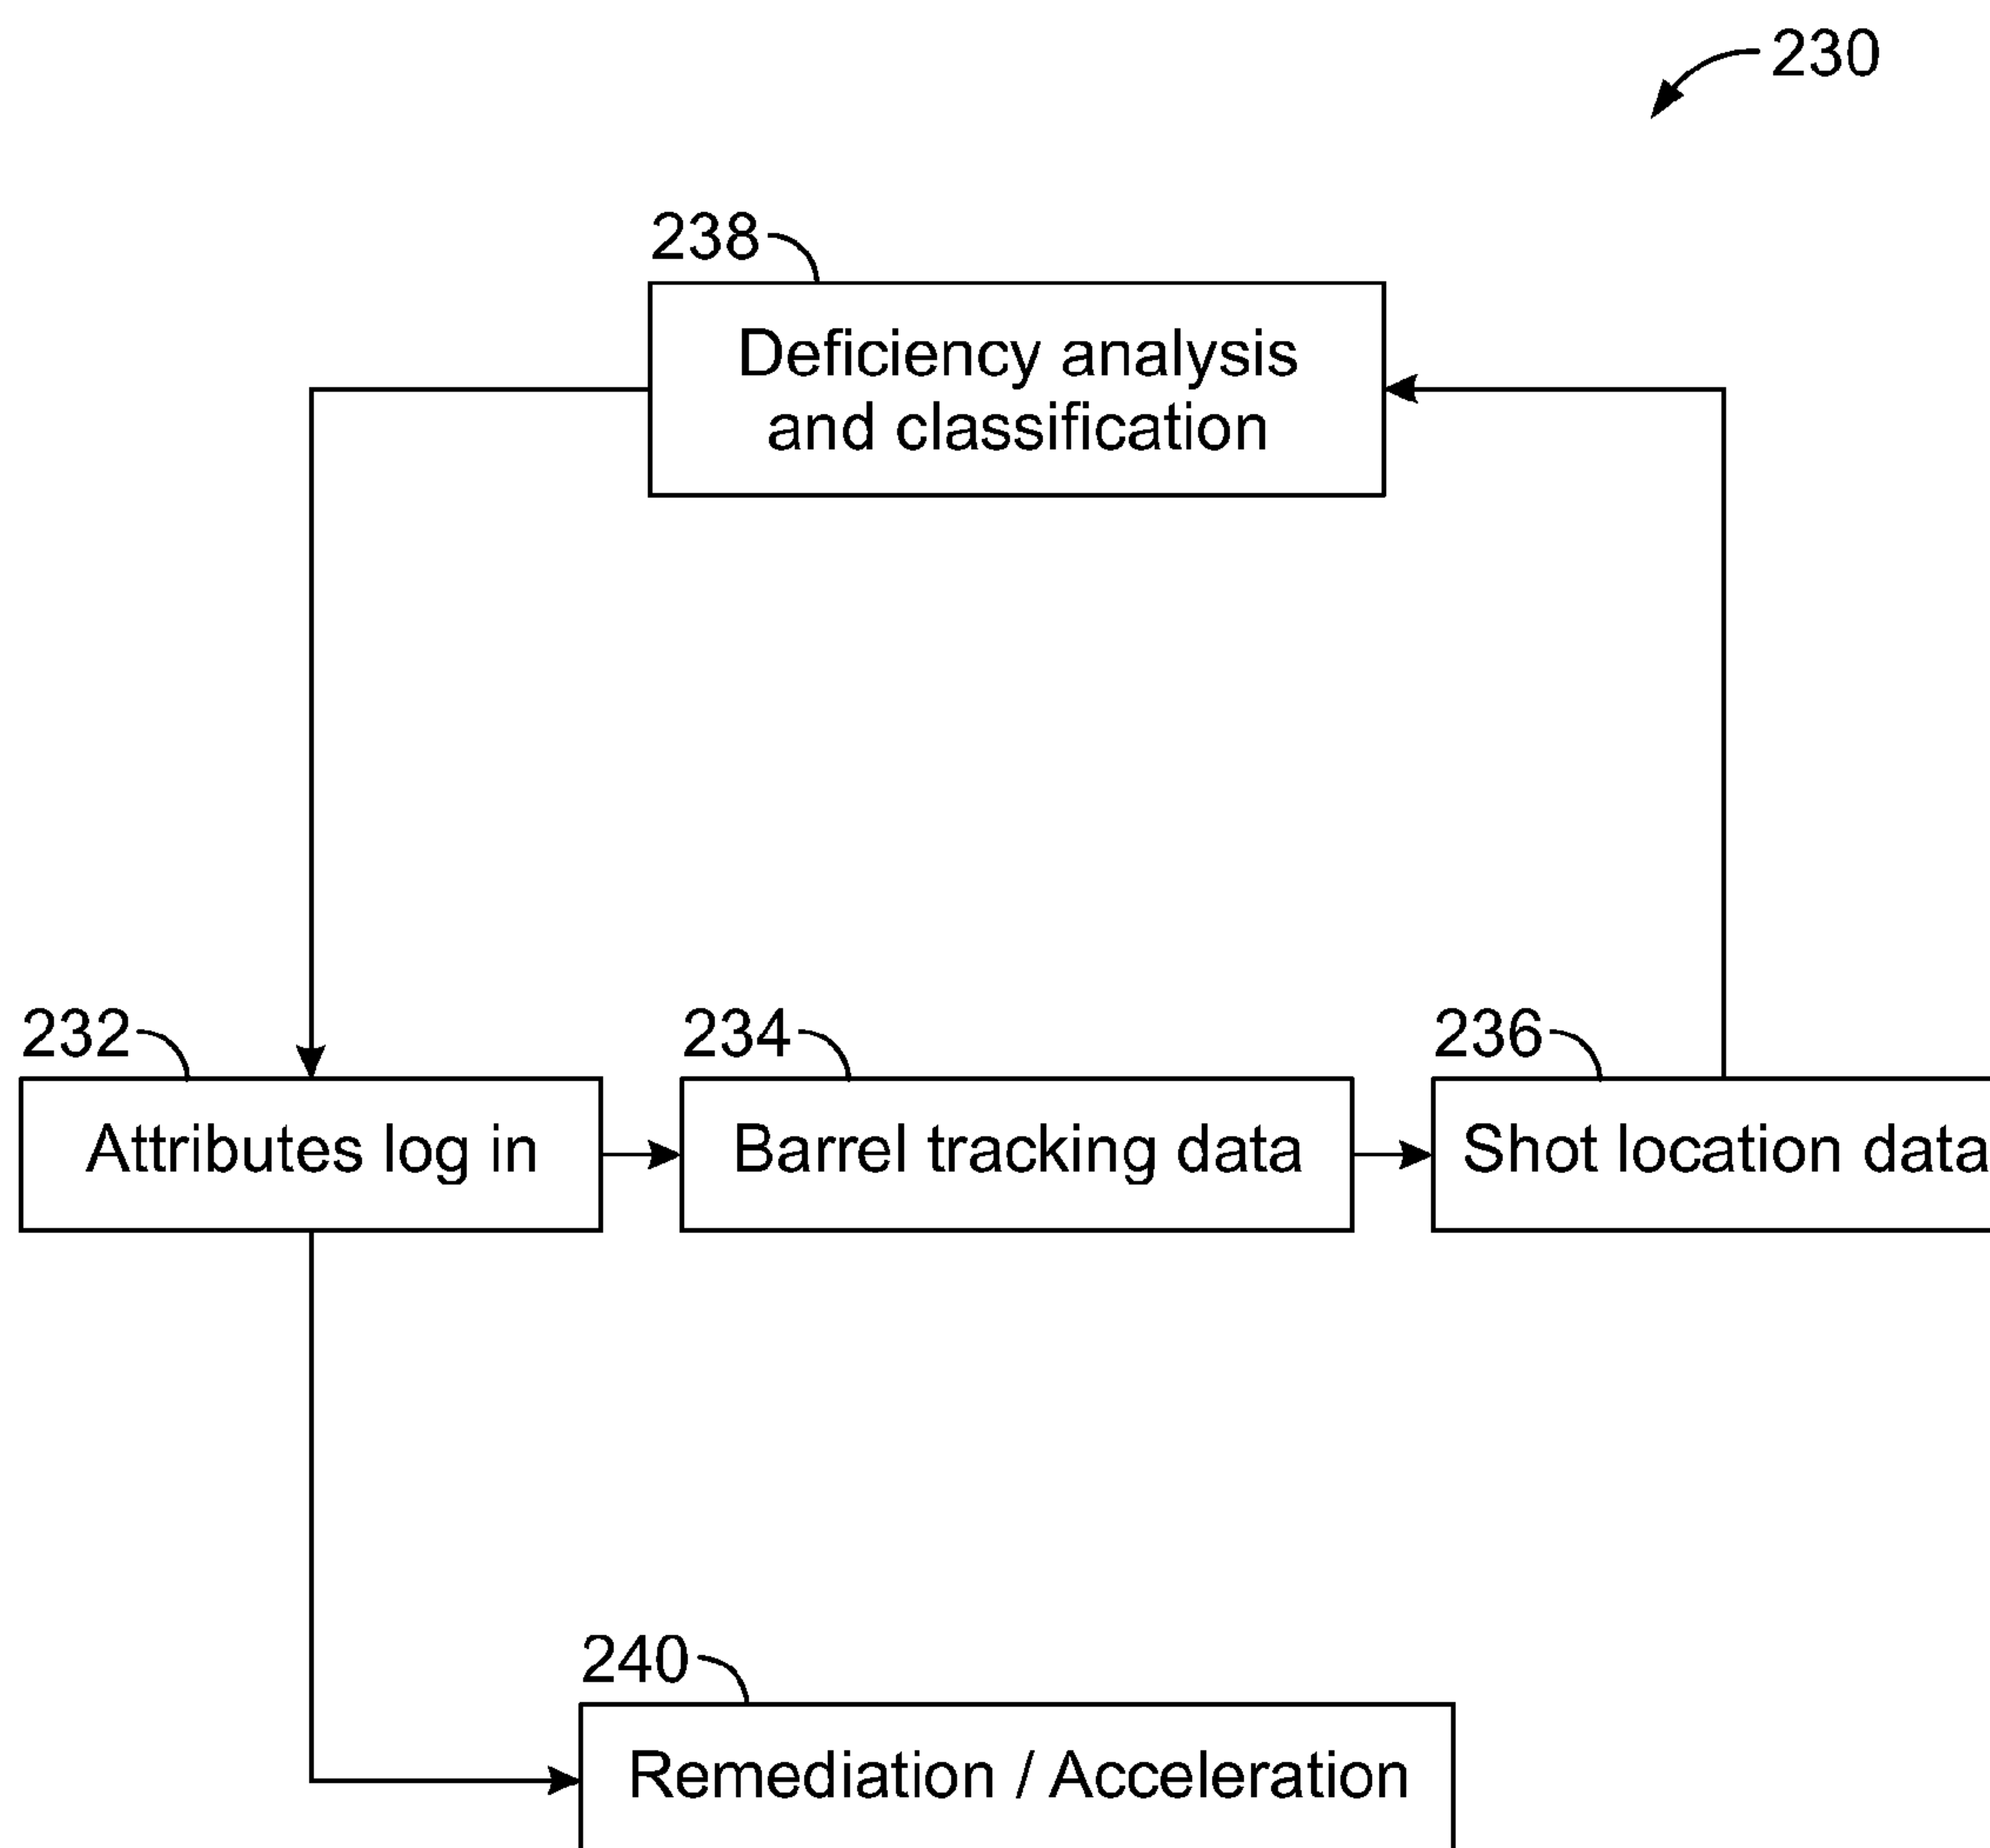 230
238
Deficiency analysis
and classification
232
234
236
Attributes log in
Barrel tracking data
Shot location data
240
Remediation / Acceleration